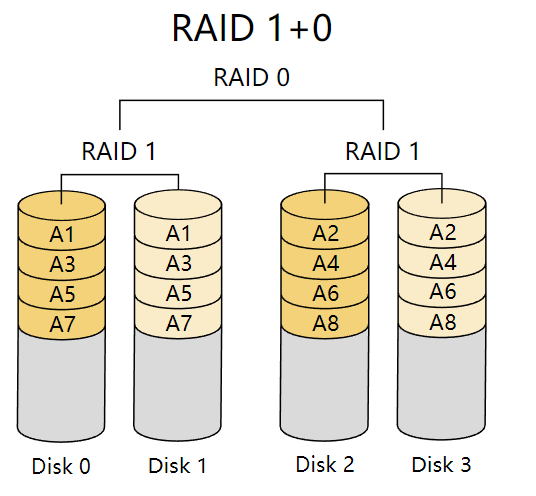 RAID 1+0
RAID 0
RAID 1
RAID 1
A1
A3
A5
A7
A1
A3
A5
A7
A2
A4
A6
A8
A2
A4
A6
A8
Disk 0
Disk 1
Disk 2
Disk 3